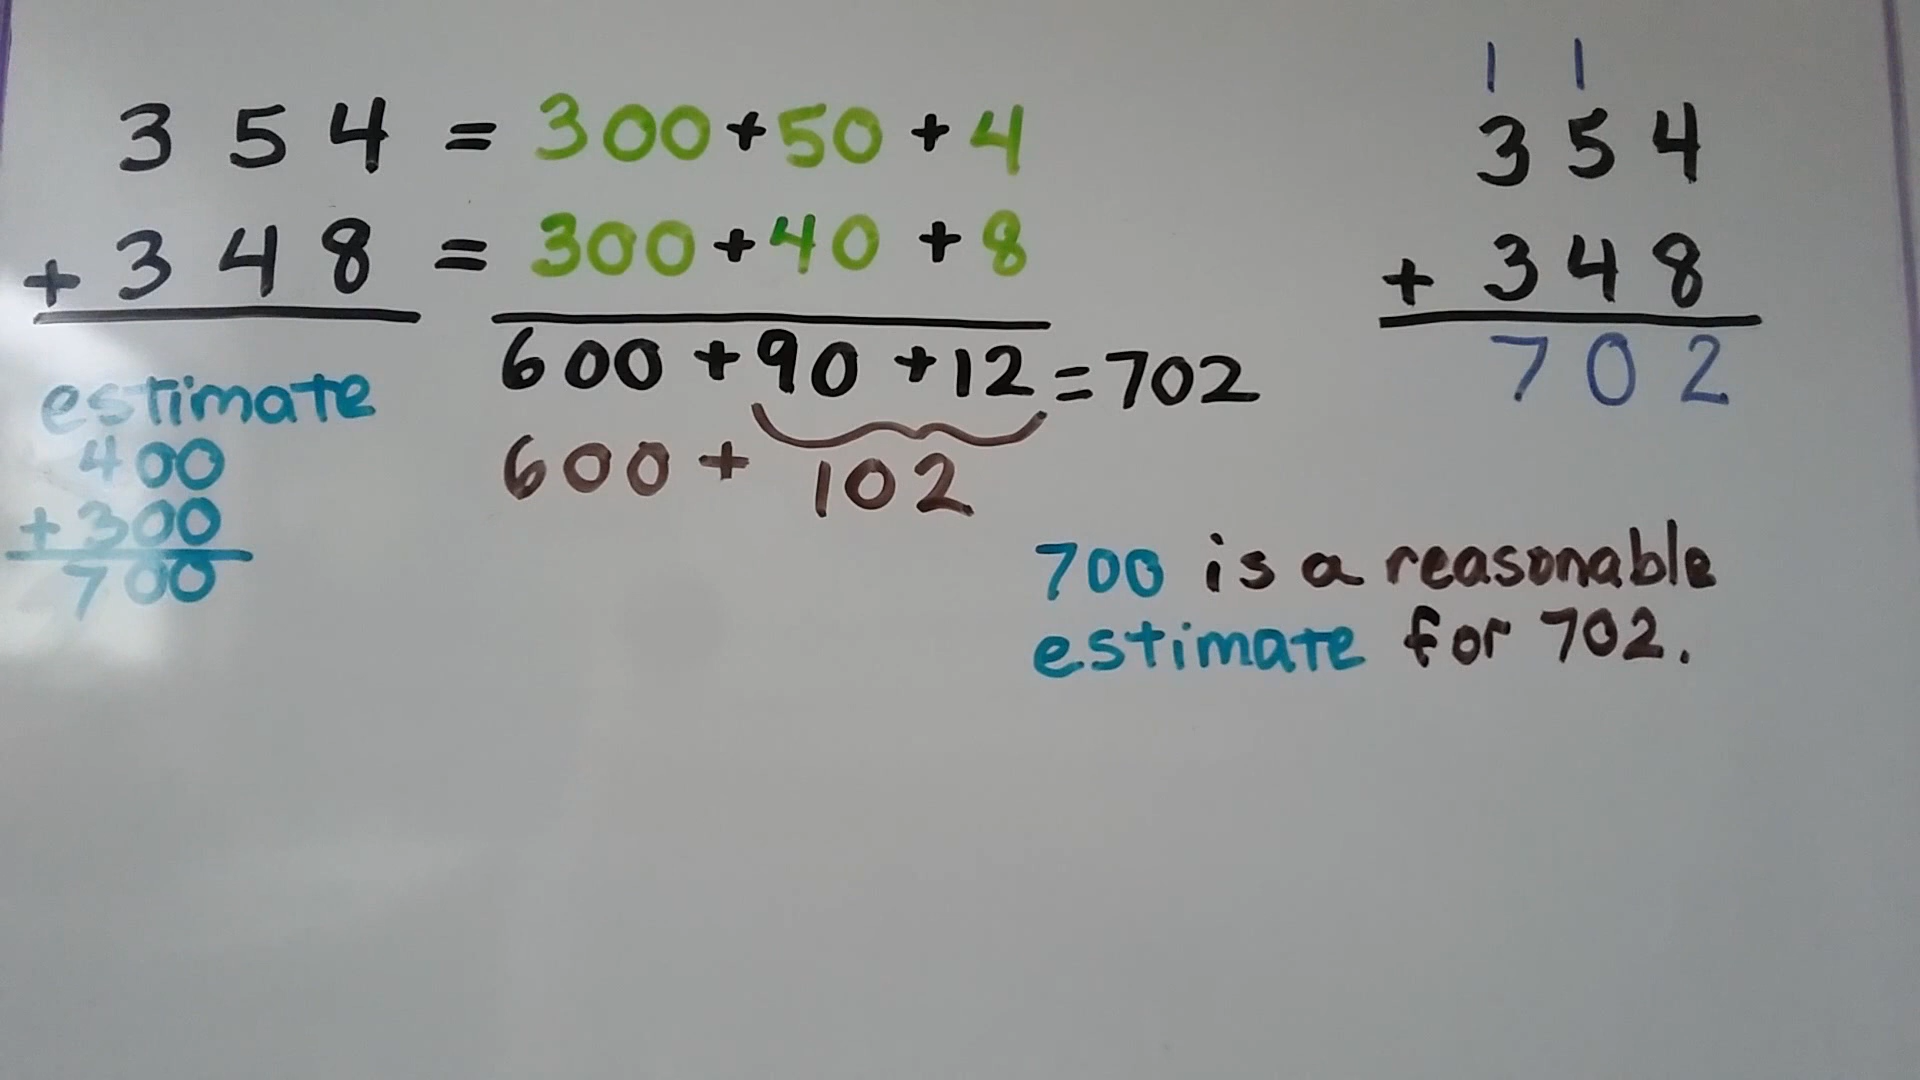 354 = 300+50+4
+348 = 300+40+8
600+90+12=702
600+102
estimate
400
+300
700
1 1
354
+348
702
700 is a reasonable
estimate for 702.